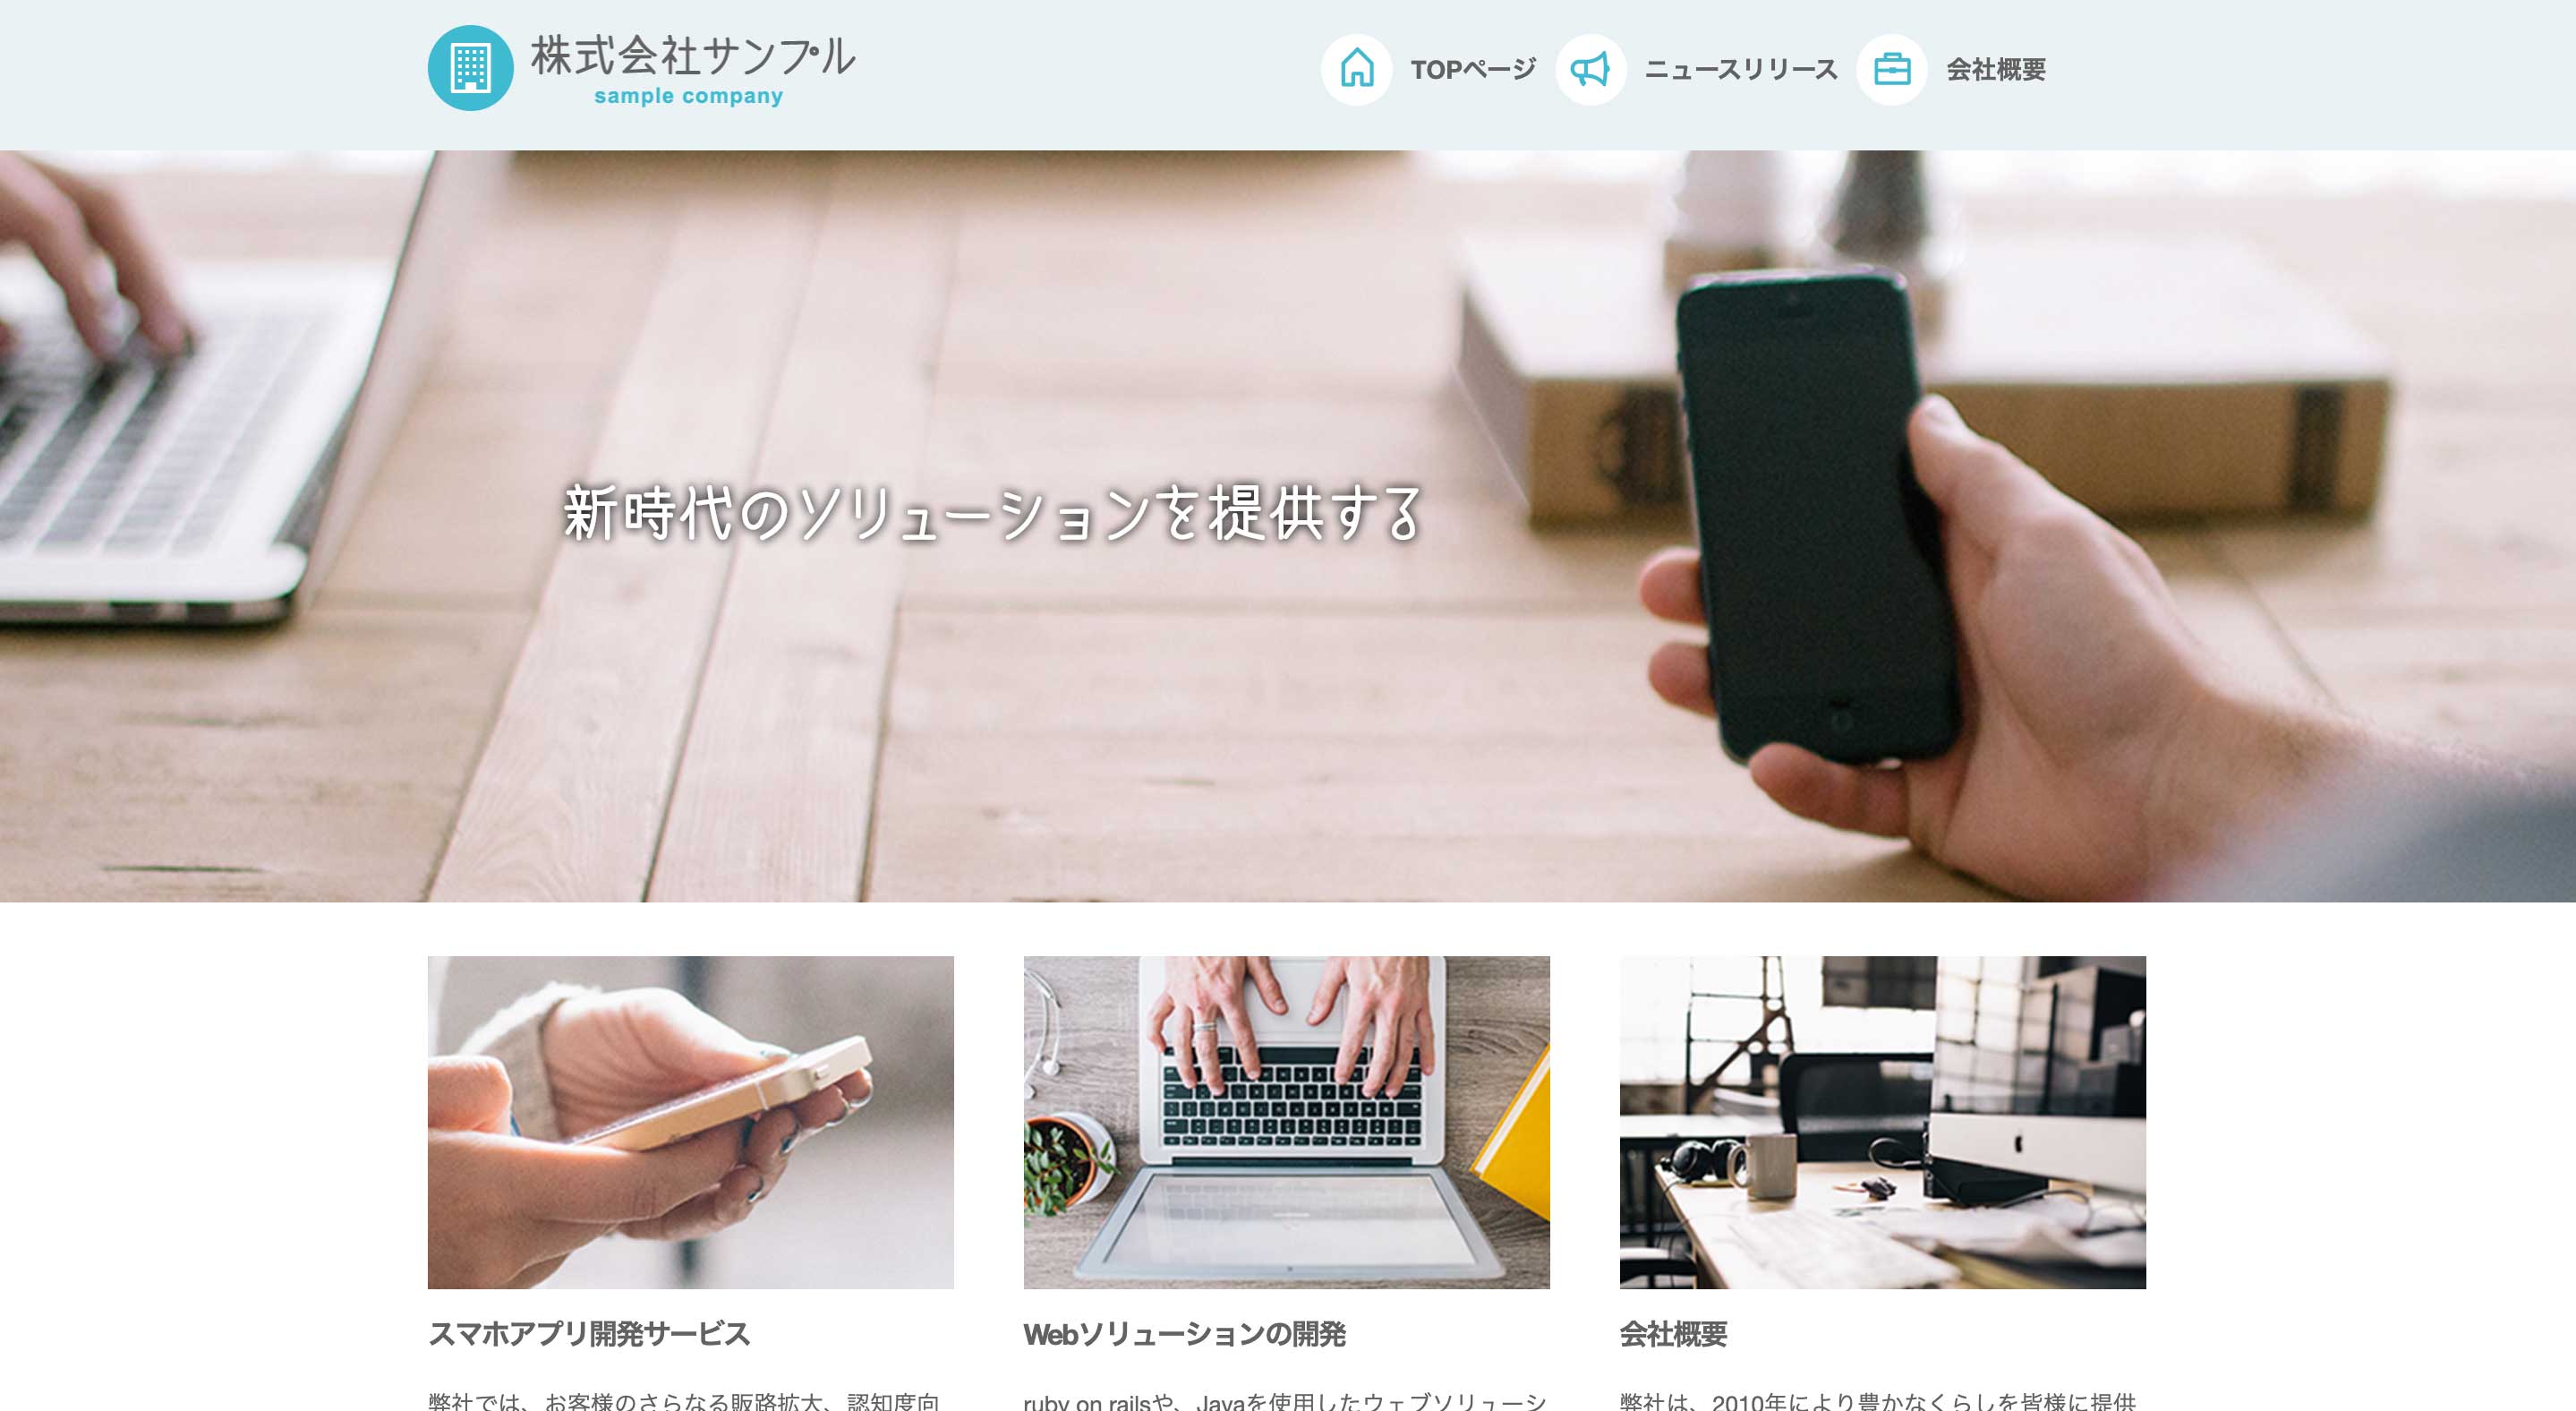 株式会社サンプル
sample company
TOPページ ニュースリリース 会社概要
新時代のソリューションを提供する
スマホアプリ開発サービス
Webソリューションの開発
会社概要
弊社では、お客様のさらなる販路拡大、認知度向
ruby on railsや、Javaを使用したウェブソリューシ
弊社は、2010年により豊かなくらしを皆様に提供